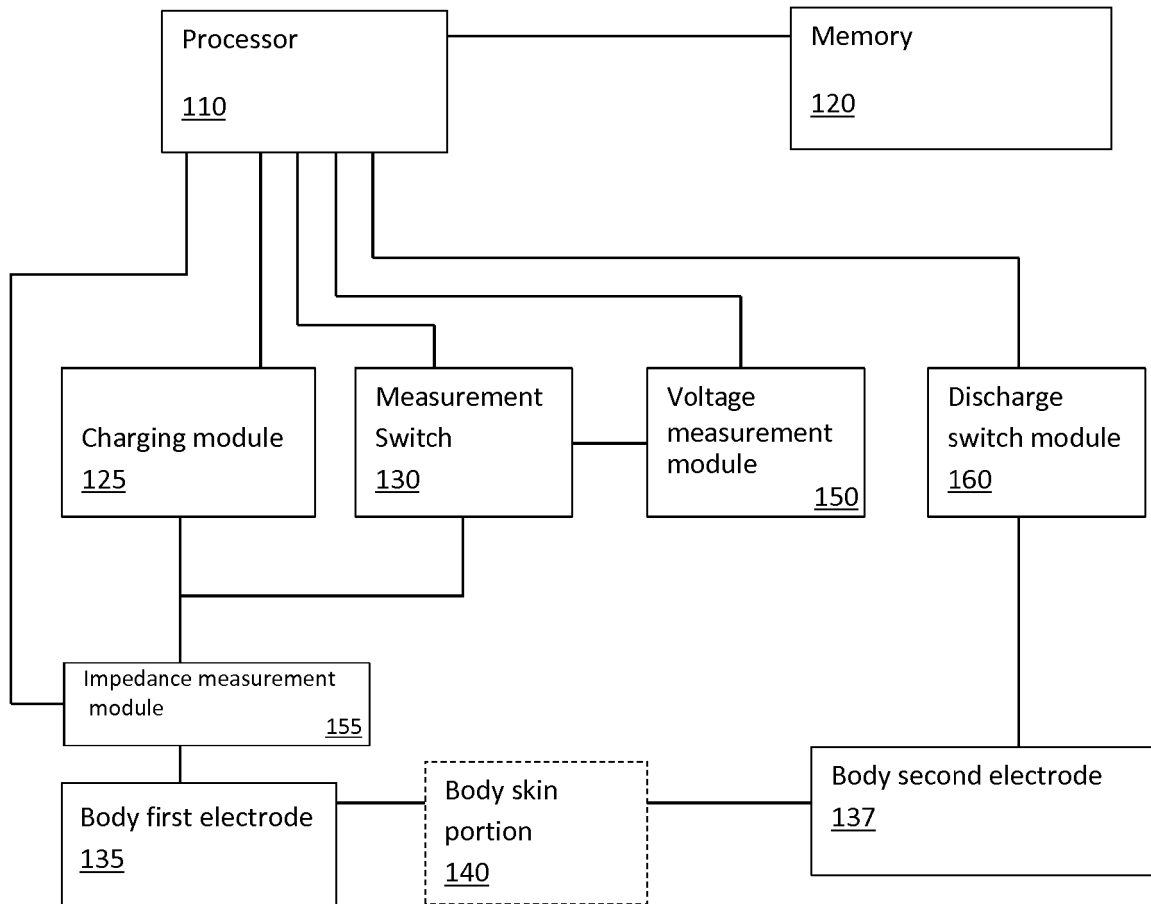 Processor
110
Memory
120
Charging module
125
Measurement
Switch
130
Voltage
measurement
module
150
Discharge
switch module
160
Impedance measurement
module
155
Body first electrode
135
Body skin
portion
140
Body second electrode
137